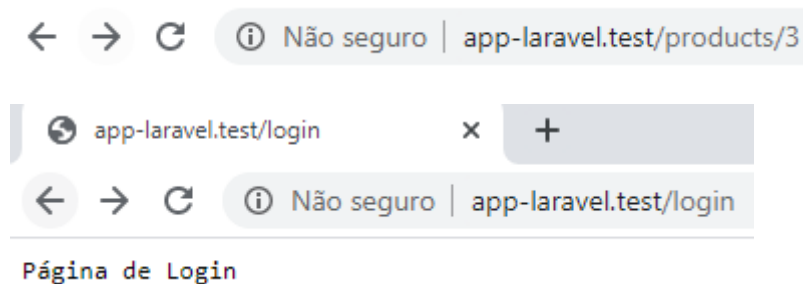 Não seguro | app-laravel.test/products/3
app-laravel.test/login
Não seguro | app-laravel.test/login
Página de Login